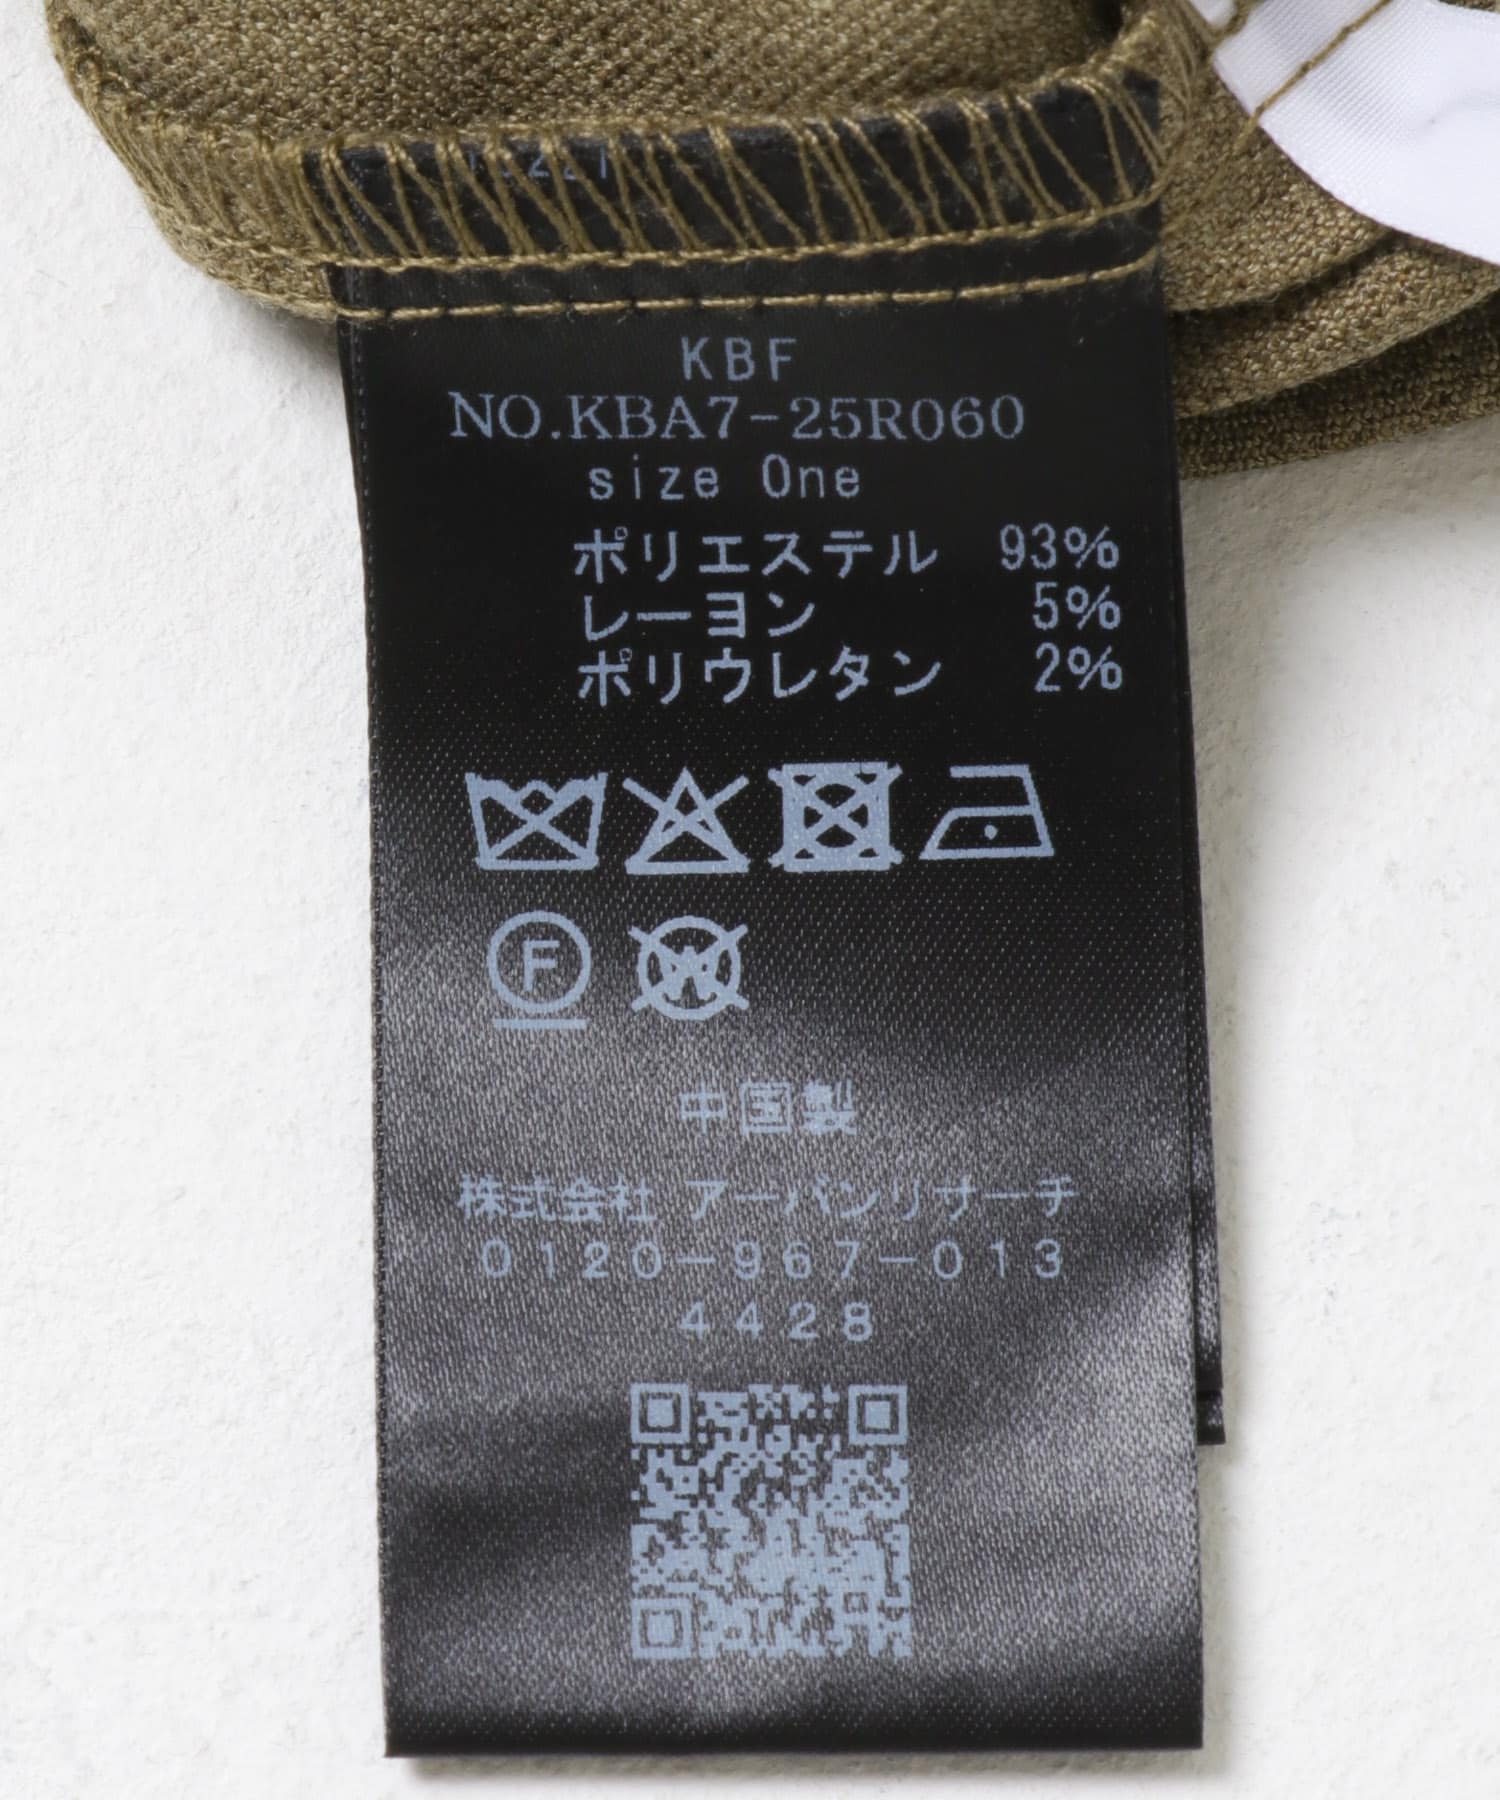 KBF
NO.KBA7-25R060
size One
ポリエステル 93%
レーヨン 5%
ポリウレタン 2%
F
W
中国製
株式会社 アーバンリサーチ
0120-967-013
4428